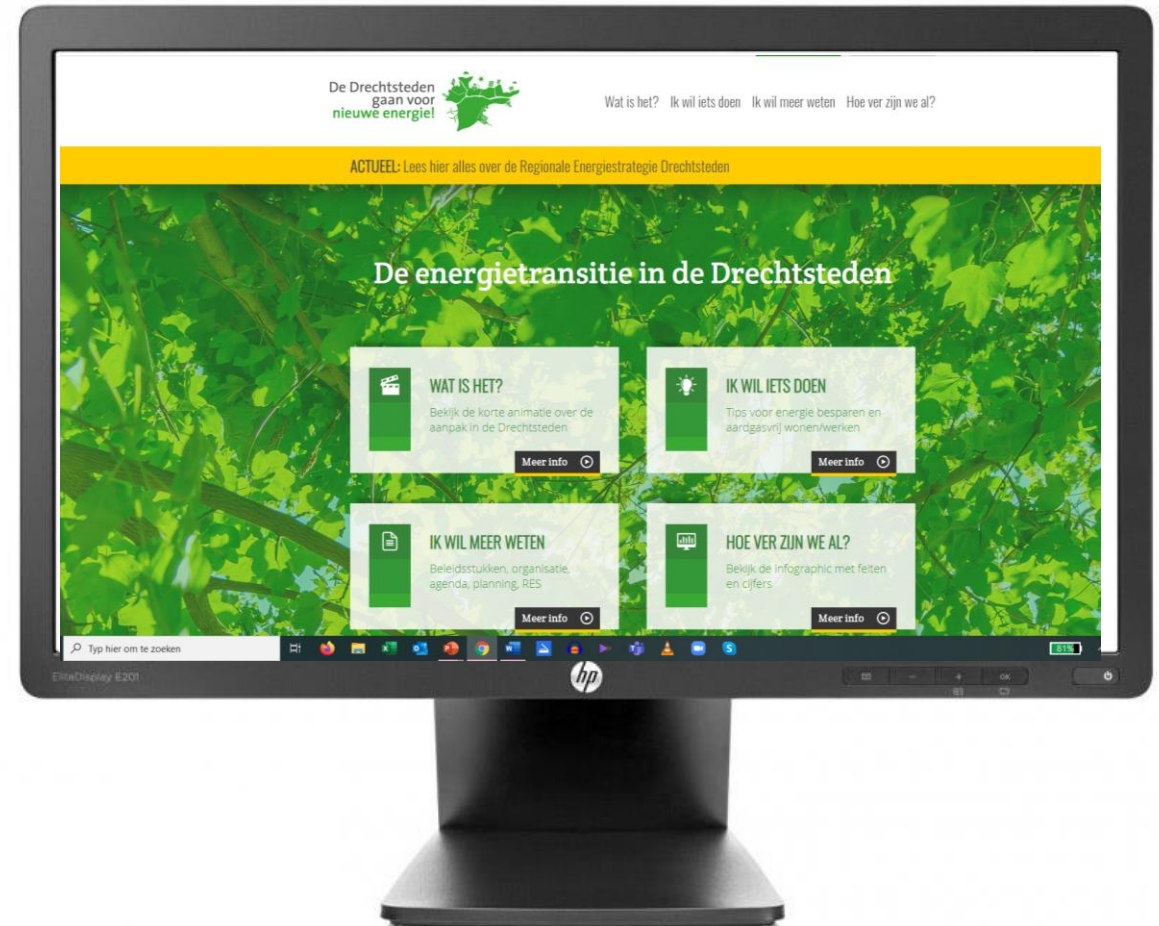 De Drechtsteden
gaan voor
nieuwe energie!
Wat is het? Ik wil iets doen Ik wil meer weten Hoe ver zijn we al?
ACTUEEL: Lees hier alles over de Regionale Energiestrategie Drechtsteden
De energietransitie in de Drechtsteden
WAT IS HET?
Bekijk de korte animatie over de
aanpak in de Drechtsteden
Meer info
IK WIL IETS DOEN
Tips voor energie besparen en
aardgasvrij wonen/werken
Meer info
IK WIL MEER WETEN
Beleidsstukken, organisatie,
agenda, planning, RES
Meer info
HOE VER ZIJN WE AL?
Bekijk de infographic met feiten
en cijfers
Meer info
Typ hier om te zoeken
81%
EliteDisplay E201
hp
OK